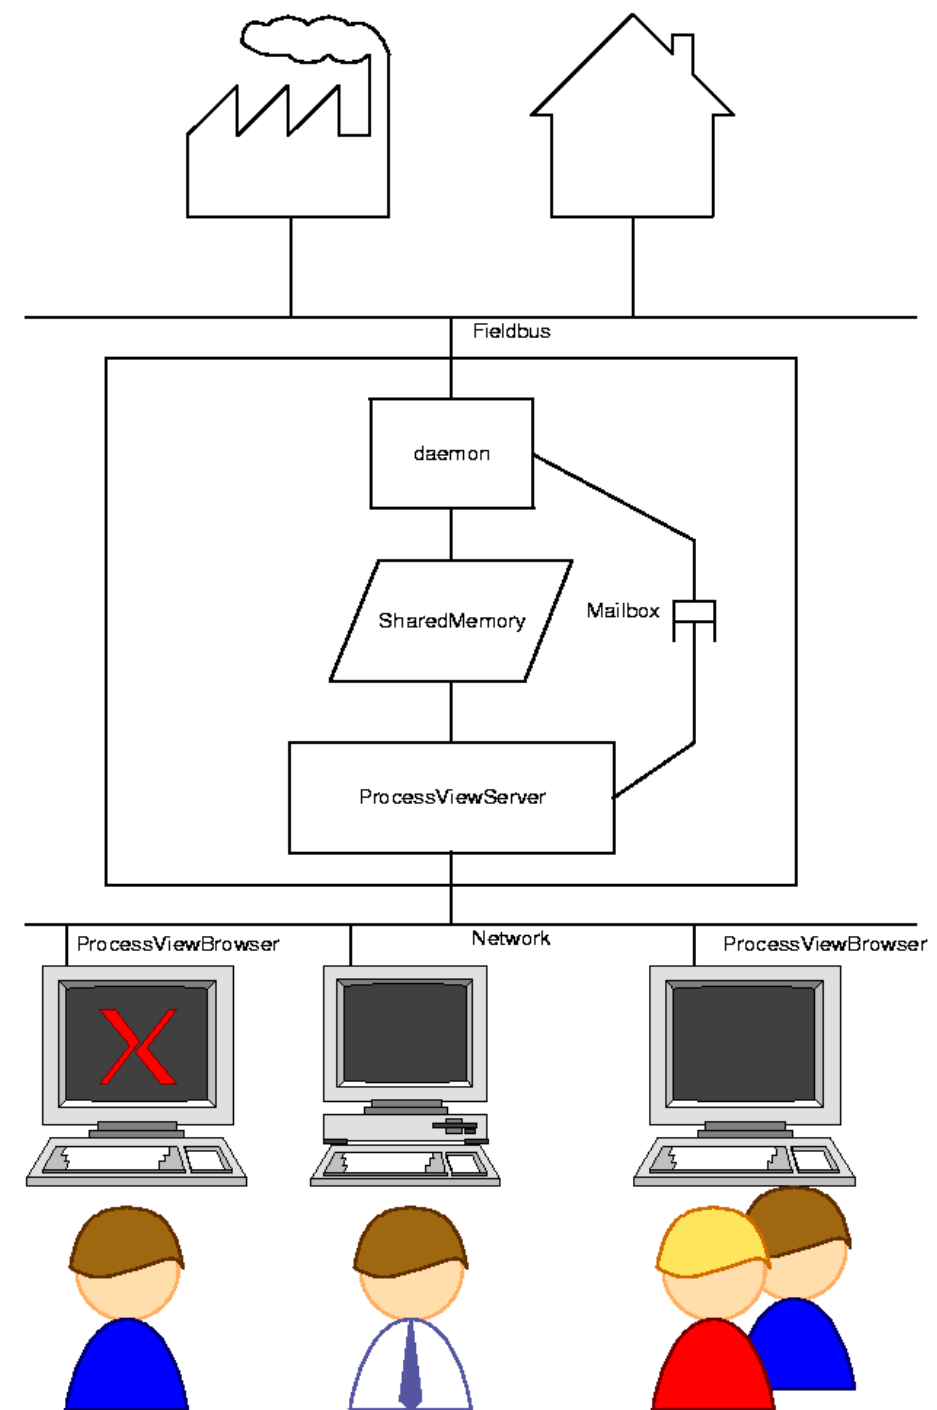 Fieldbus
daemon
SharedMemory
Mailbox
ProcessViewServer
ProcessViewBrowser
Network
ProcessViewBrowser